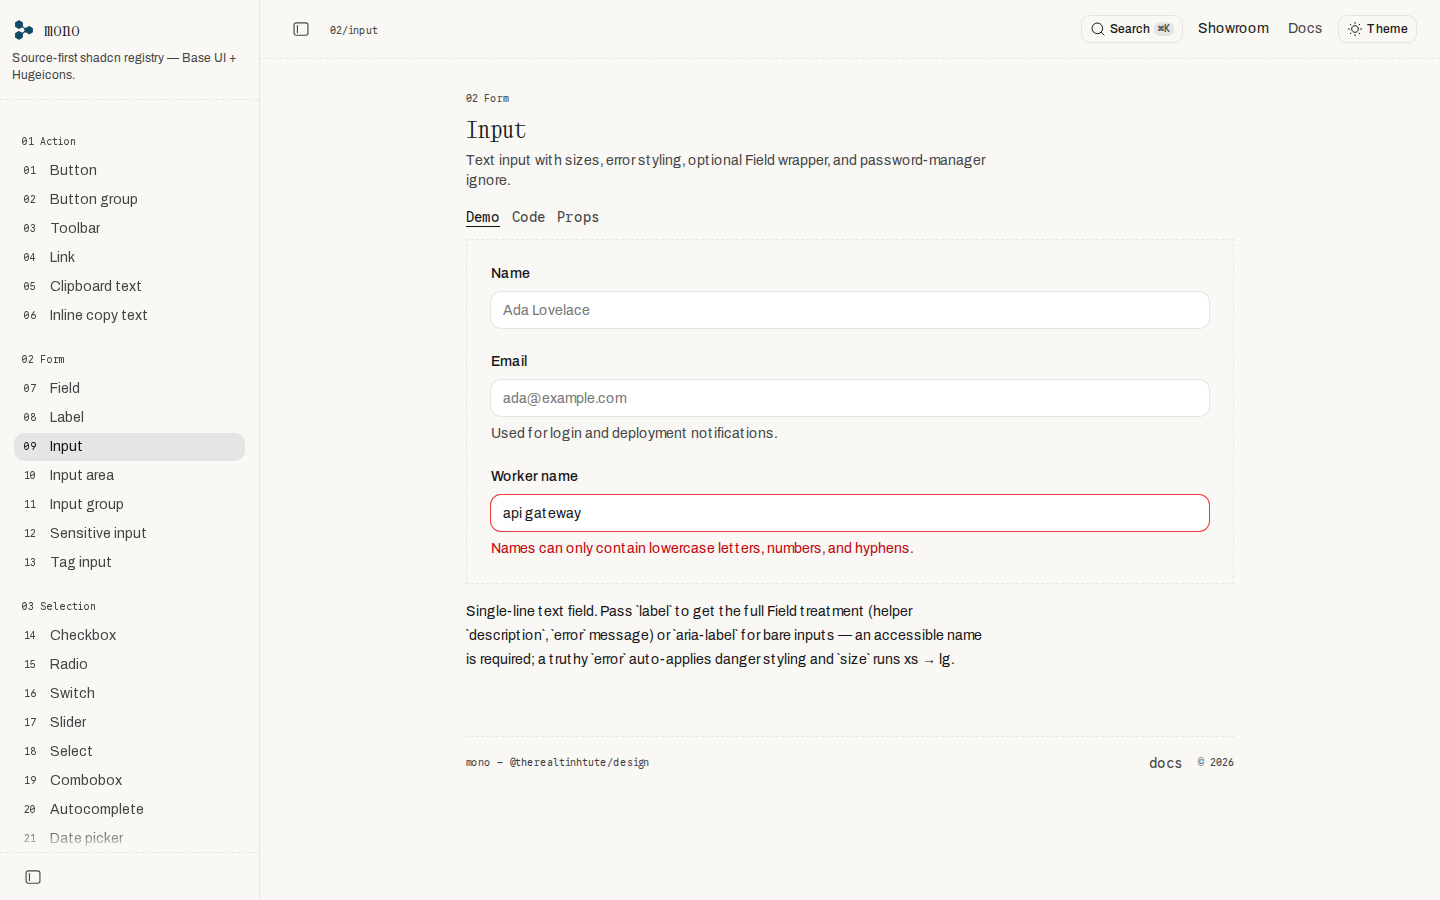 mono
Source-first shadcn registry — Base UI +
Hugeicons.
01 Action
01 Button
02 Button group
03 Toolbar
04 Link
05 Clipboard text
06 Inline copy text
02 Form
07 Field
08 Label
09 Input
10 Input area
11 Input group
12 Sensitive input
13 Tag input
03 Selection
14 Checkbox
15 Radio
16 Switch
17 Slider
18 Select
19 Combobox
20 Autocomplete
21 Date picker
02/input
Search ⌘K
Showroom
Docs
Theme
02 Form
Input
Text input with sizes, error styling, optional Field wrapper, and password-manager
ignore.
Demo Code Props
Name
Ada Lovelace
Email
ada@example.com
Used for login and deployment notifications.
Worker name
api gateway
Names can only contain lowercase letters, numbers, and hyphens.
Single-line text field. Pass `label` to get the full Field treatment (helper
`description`, `error` message) or `aria-label` for bare inputs — an accessible name
is required; a truthy `error` auto-applies danger styling and `size` runs xs → lg.
mono — @therealtinhtute/design
docs © 2026